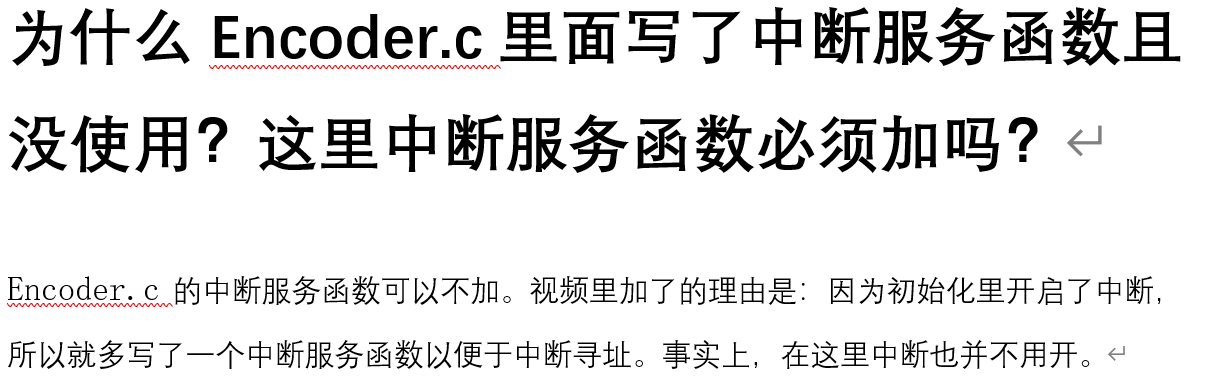 为什么 Encoder.c 里面写了中断服务函数且
没使用？这里中断服务函数必须加吗？
Encoder.c 的中断服务函数可以不加。视频里加了的理由是：因为初始化里开启了中断，
所以就多写了一个中断服务函数以便于中断寻址。事实上，在这里中断也并不用开。